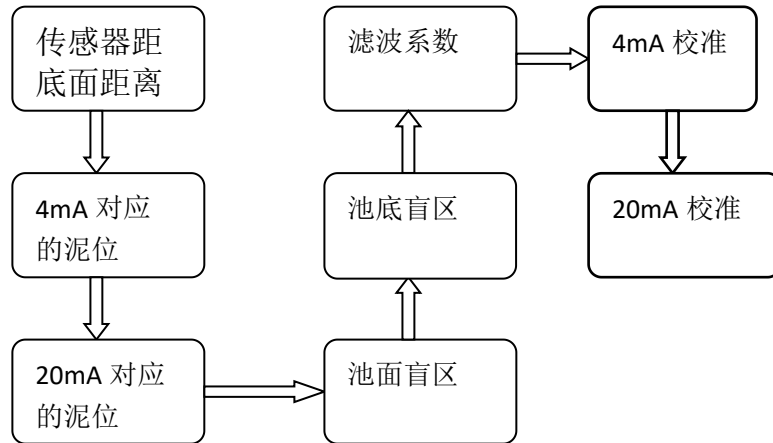 传感器距
底面距离
4mA 对应
的泥位
20mA 对应
的泥位
池面盲区
池底盲区
滤波系数
4mA 校准
20mA 校准